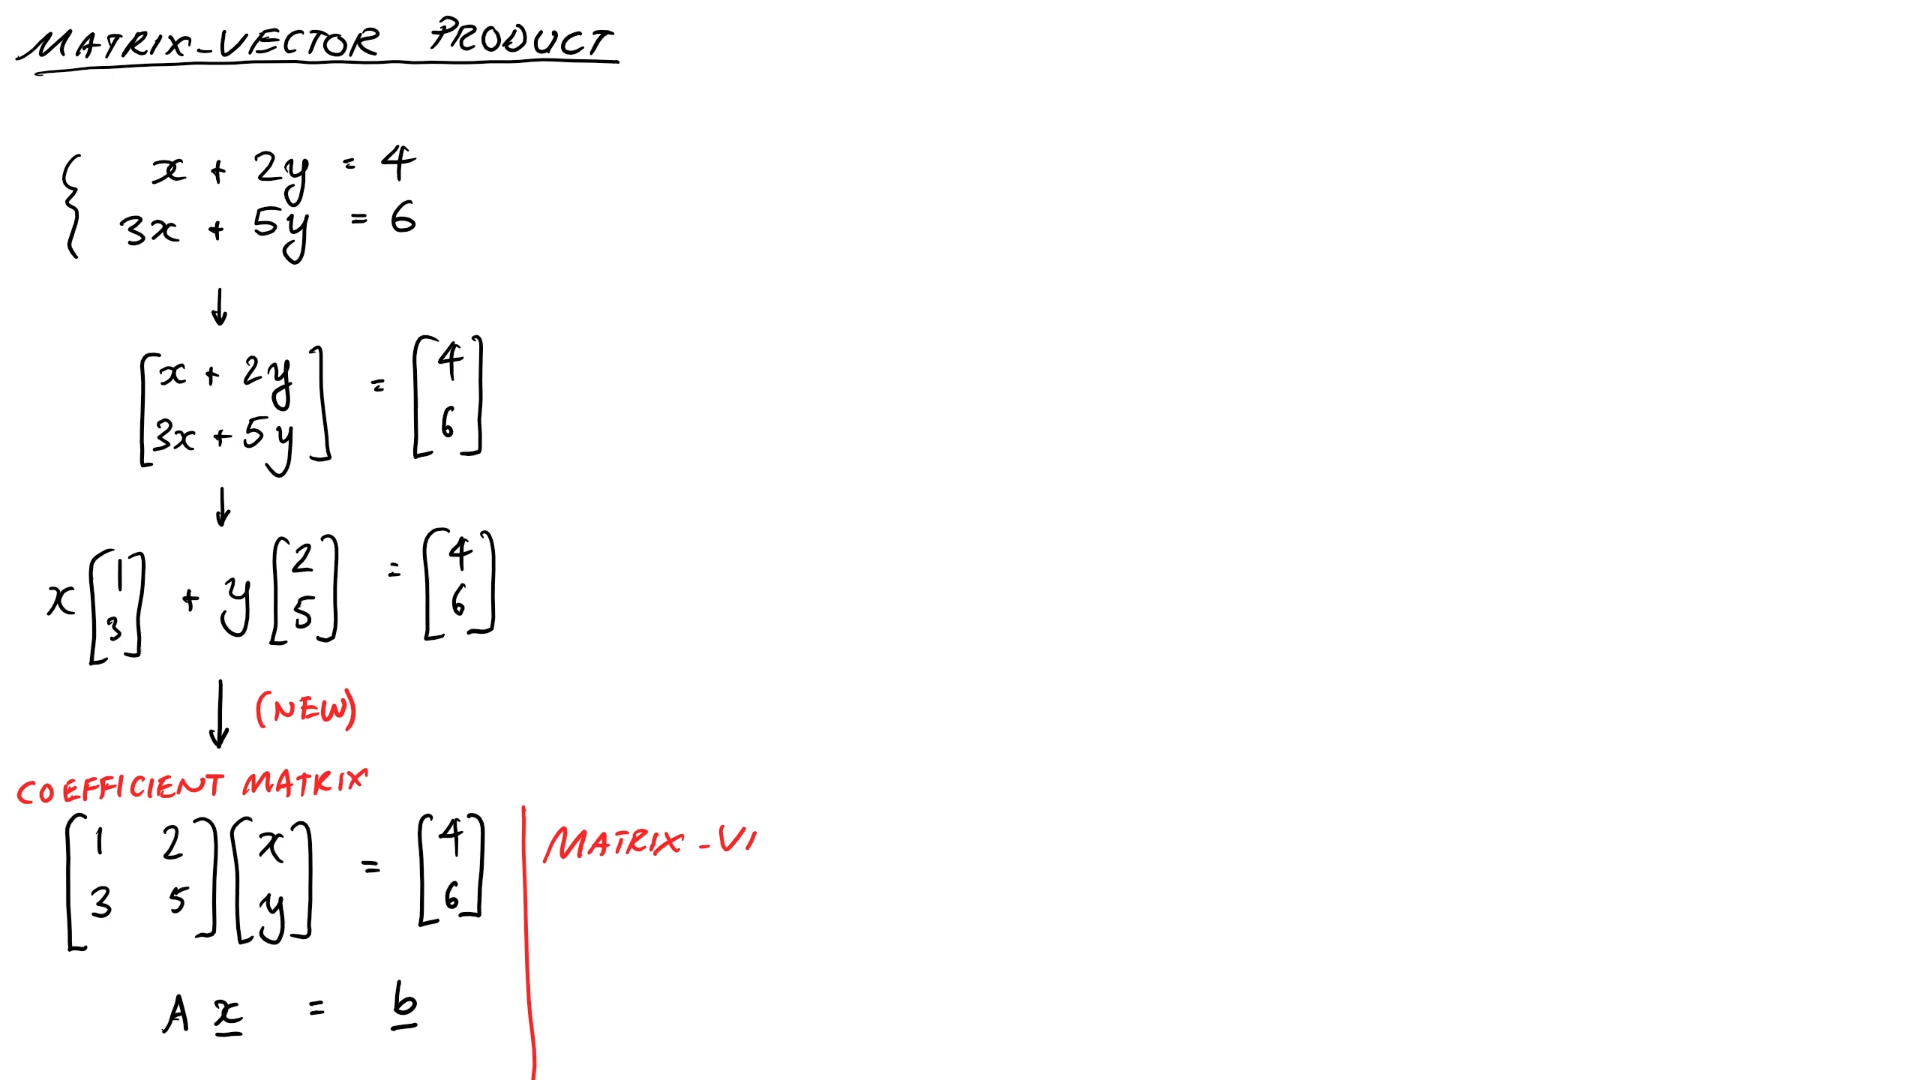 MATRIX-VECTOR PRODUCT
{ x + 2y = 4
3x + 5y = 6
↓
[x + 2y] = [4]
[3x + 5y] [6]
↓
x [1] + y [2] = [4]
[3] [5] [6]
↓ (NEW)
COEFFICIENT MATRIX
[1 2] [x] = [4]
[3 5] [y] [6]
A x = b
MATRIX-VI